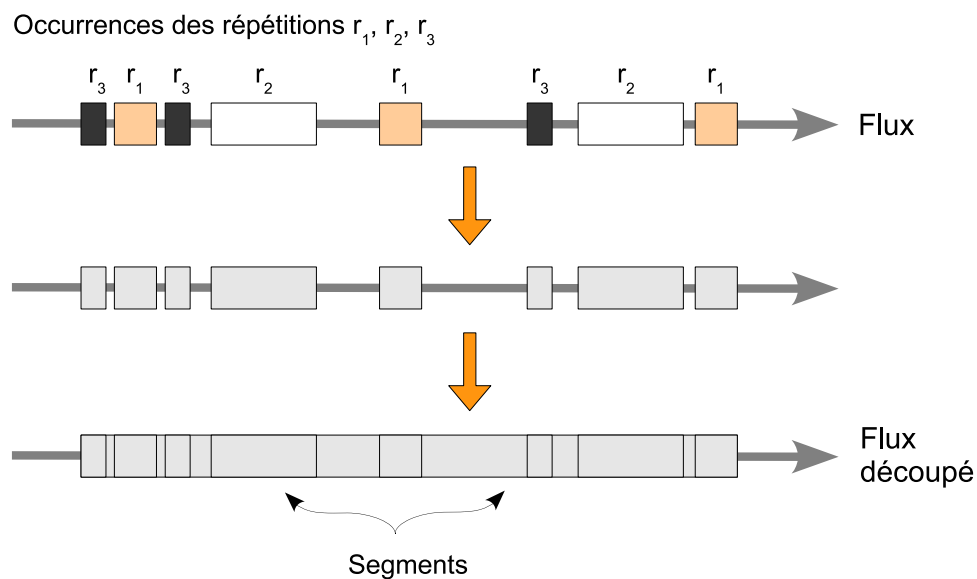 Occurrences des répétitions r₁, r₂, r₃
r₃ r₁ r₃ r₂ r₁ r₃ r₂ r₁
Flux
Flux
découpé
Segments